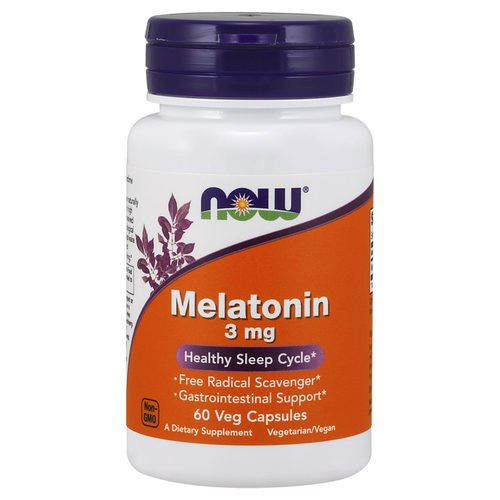 NOW®
Melatonin
3 mg
Healthy Sleep Cycle*
• Free Radical Scavenger*
• Gastrointestinal Support*
60 Veg Capsules
Non-
GMO
A Dietary Supplement Vegetarian/Vegan